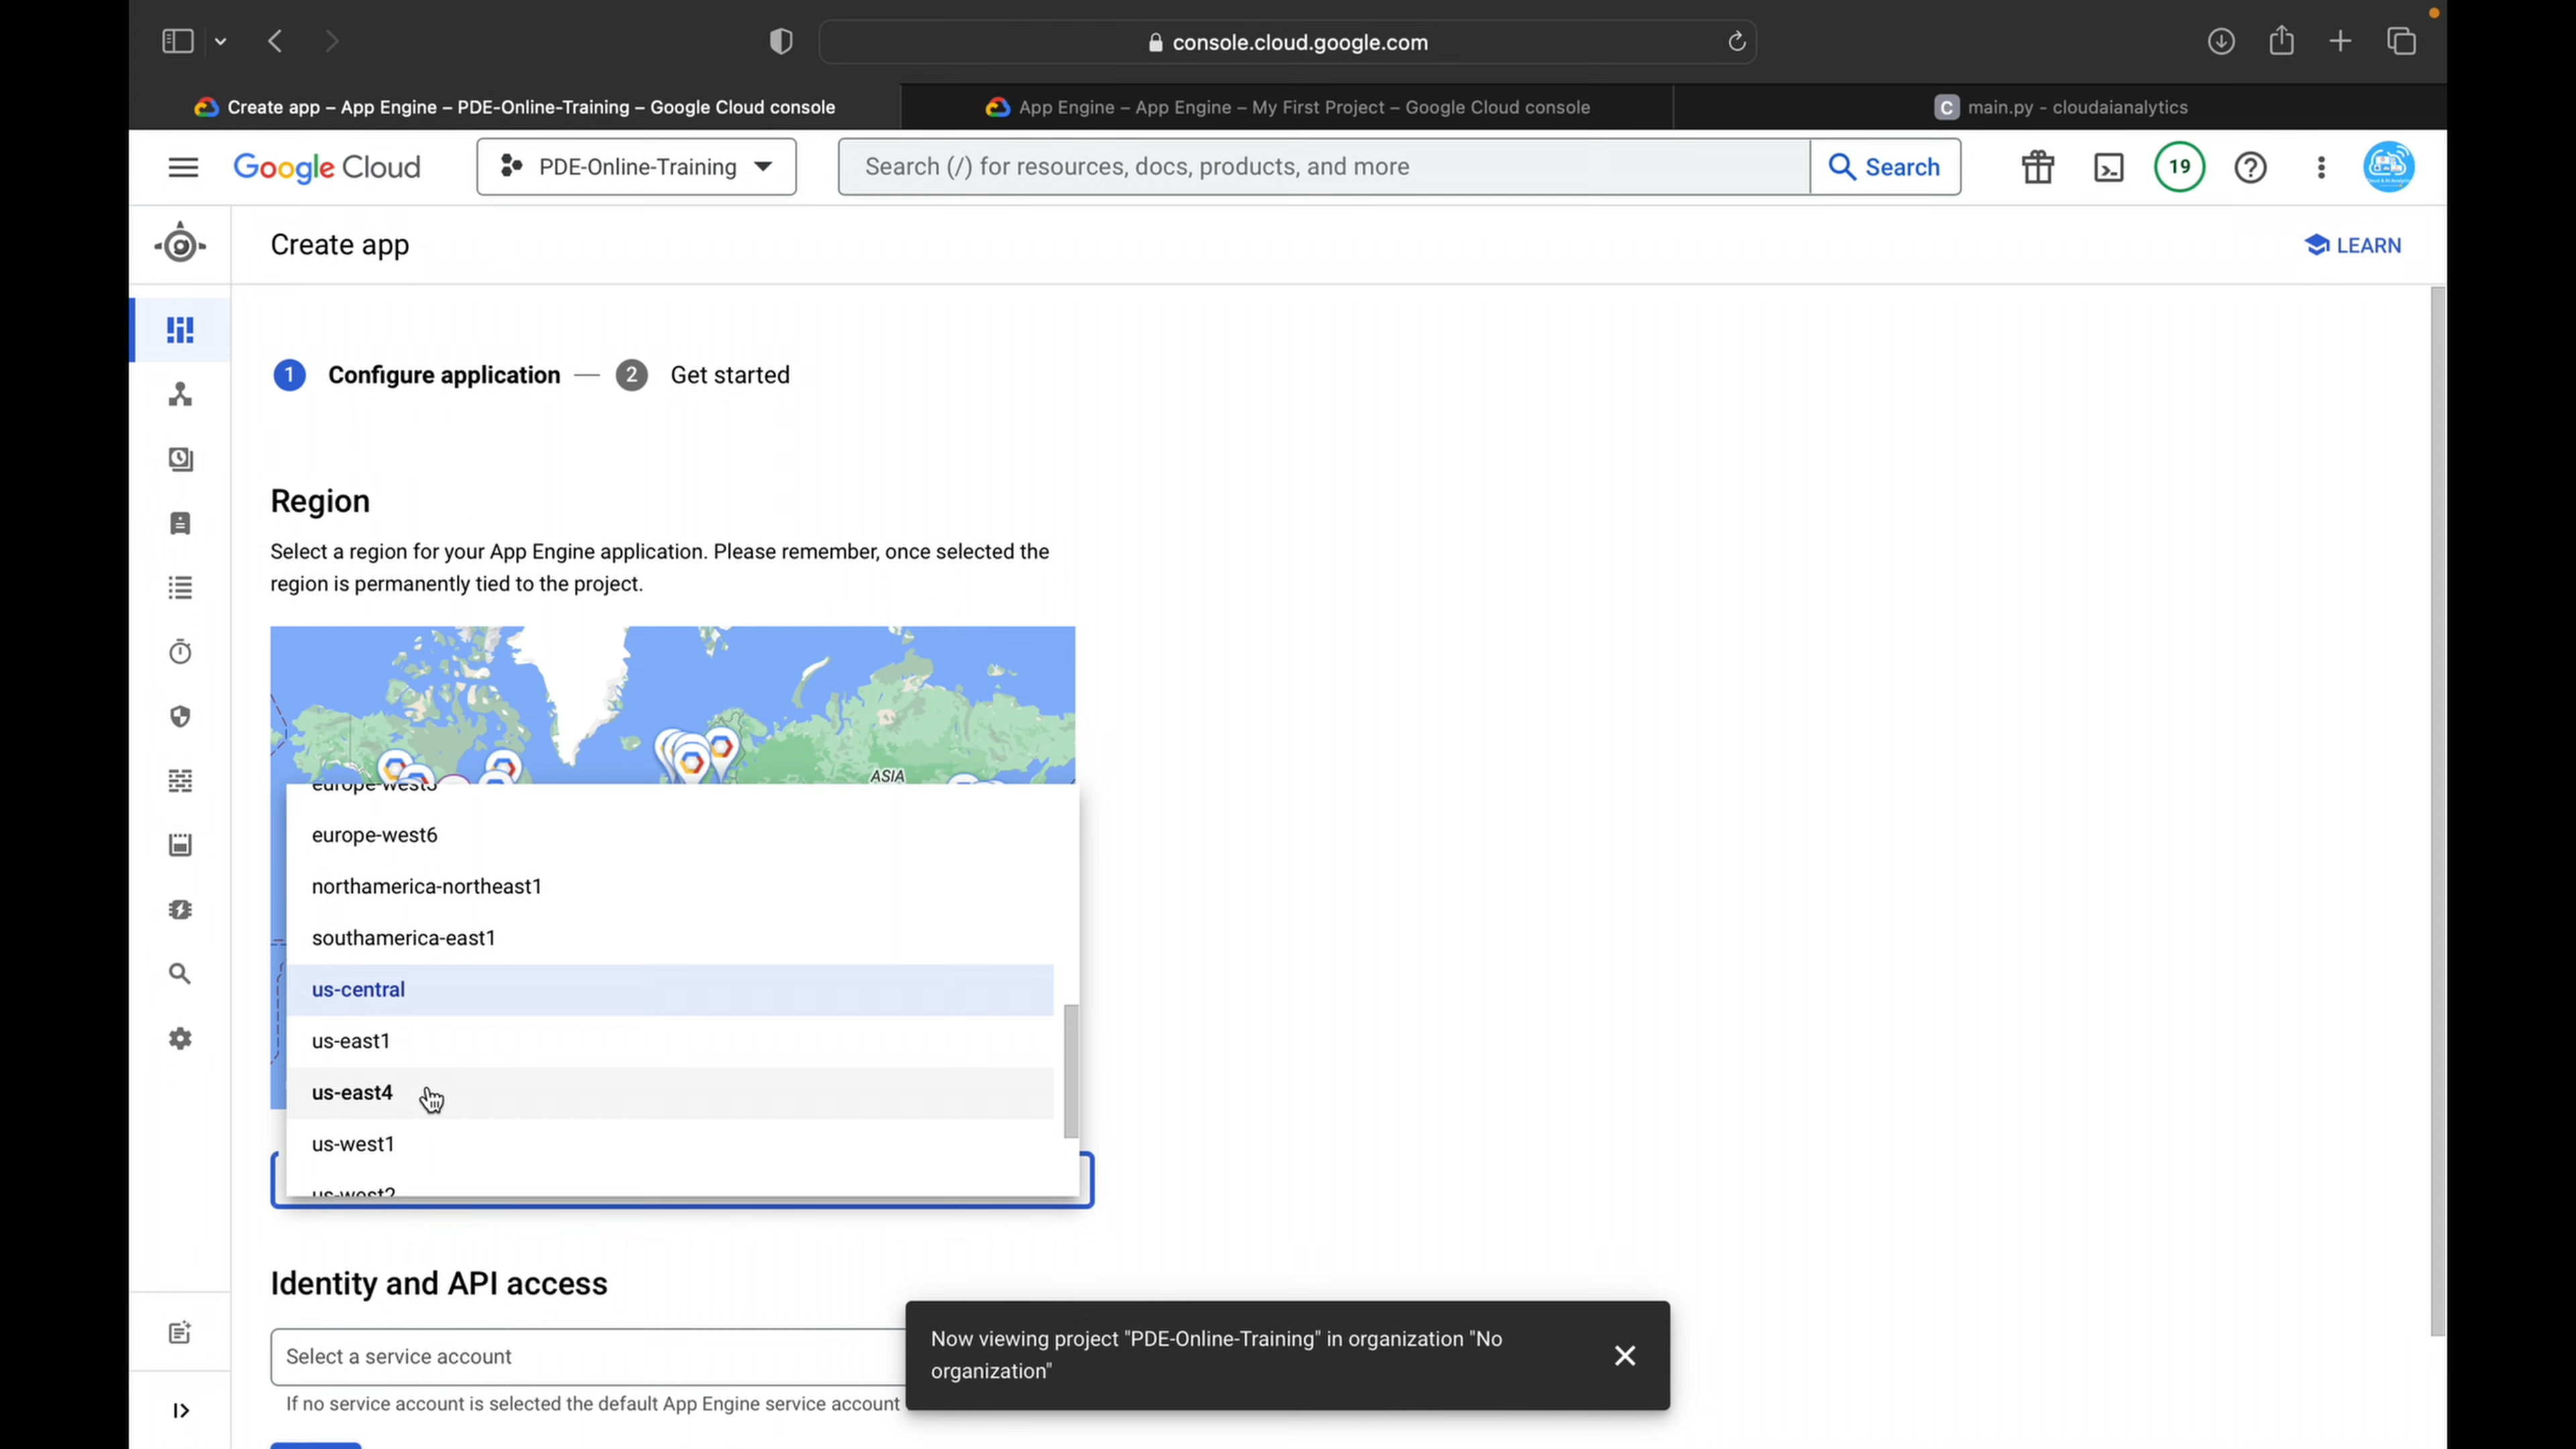 console.cloud.google.com
Create app – App Engine – PDE-Online-Training – Google Cloud console
App Engine – App Engine – My First Project – Google Cloud console
C main.py - cloudaianalytics
Google Cloud
PDE-Online-Training
Search (/) for resources, docs, products, and more
Search
19
Create app
LEARN
1 Configure application — 2 Get started
Region
Select a region for your App Engine application. Please remember, once selected the
region is permanently tied to the project.
ASIA
europe-west6
northamerica-northeast1
southamerica-east1
us-central
us-east1
us-east4
us-west1
us-west2
Identity and API access
Select a service account
If no service account is selected the default App Engine service account
Now viewing project "PDE-Online-Training" in organization "No
organization"